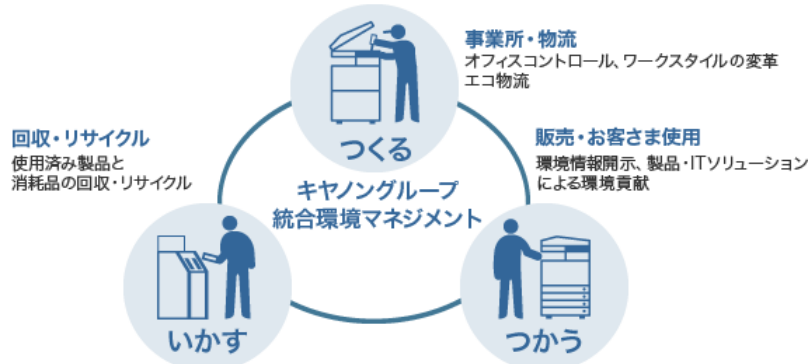 事業所・物流
オフィスコントロール、ワークスタイルの変革
エコ物流
つくる
回収・リサイクル
使用済み製品と
消耗品の回収・リサイクル
販売・お客さま使用
環境情報開示、製品・ITソリューション
による環境貢献
キヤノングループ
統合環境マネジメント
いかす
つかう